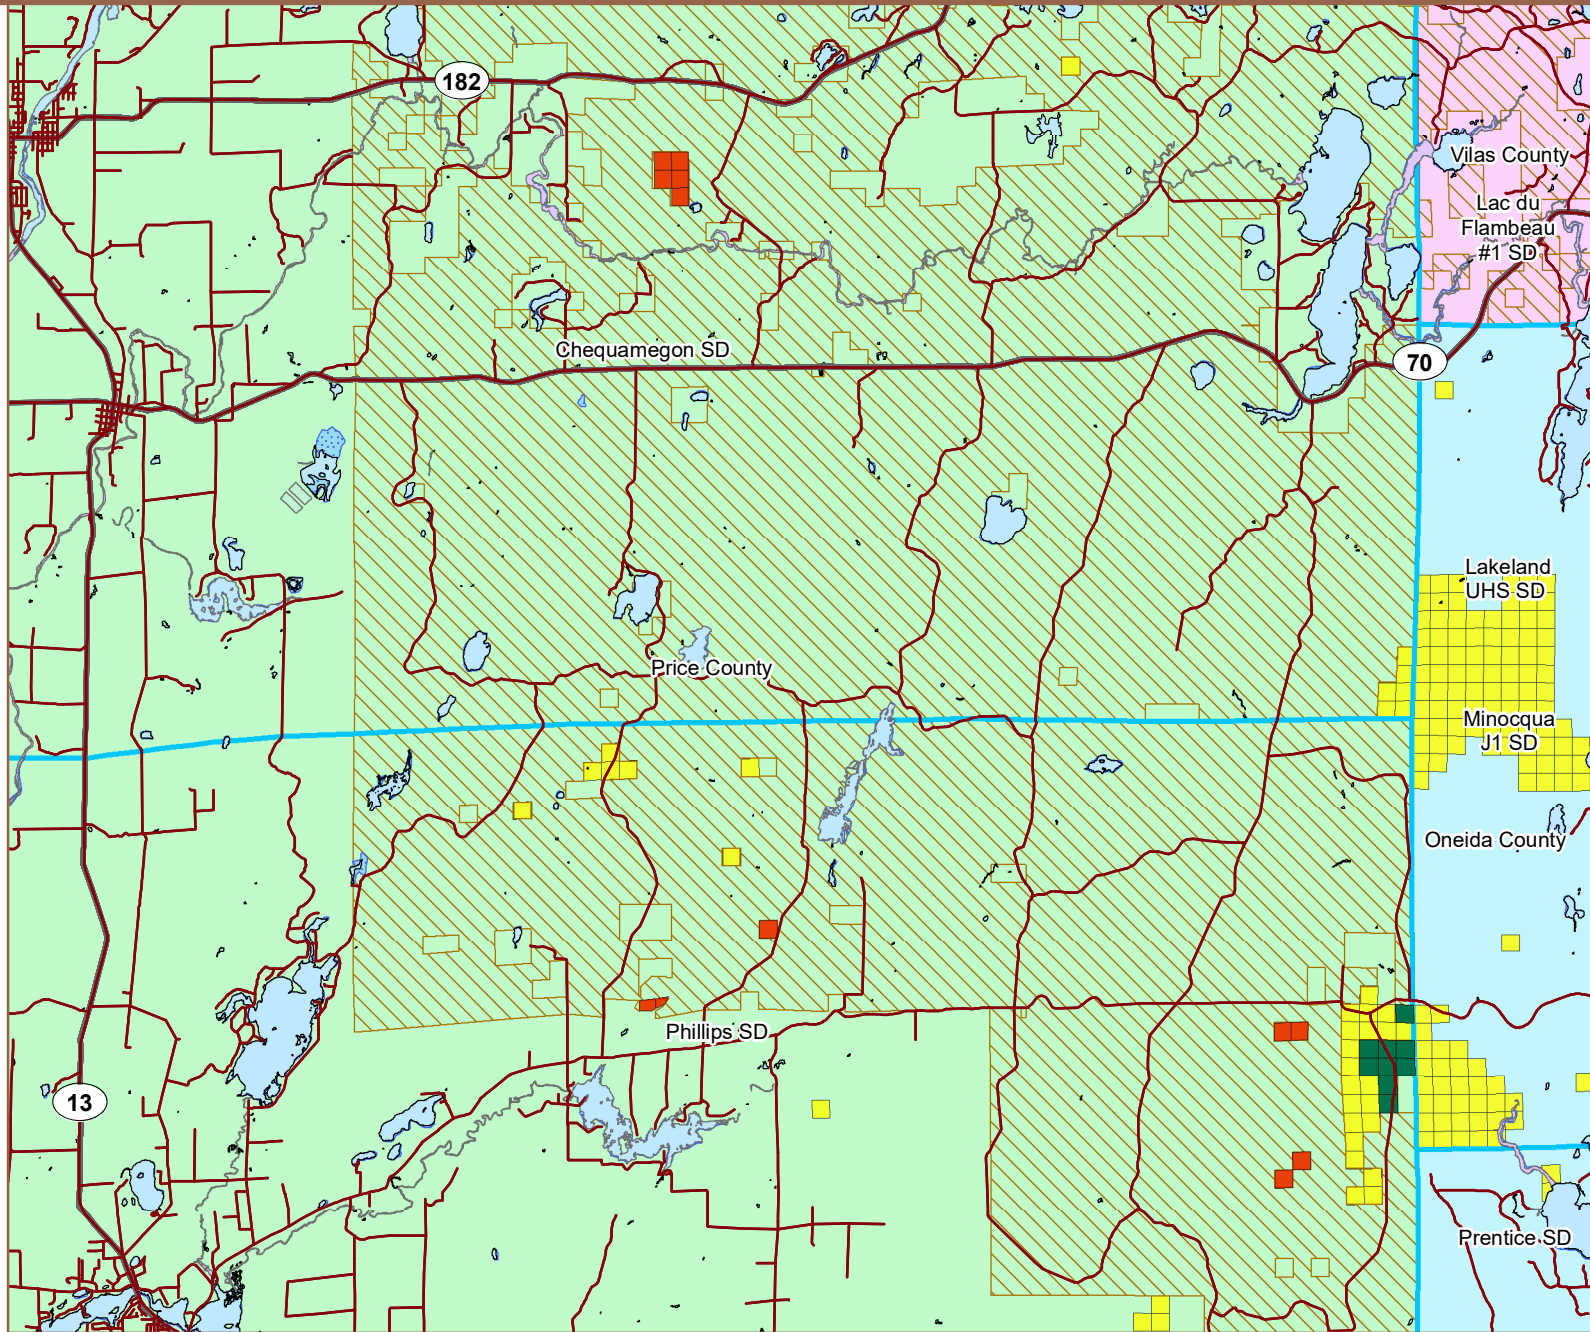 182
Vilas County
Lac du
Flambeau
#1 SD
Chequamegon SD
70
Lakeland
UHS SD
Price County
Minocqua
J1 SD
Oneida County
Phillips SD
13
Prentice SD